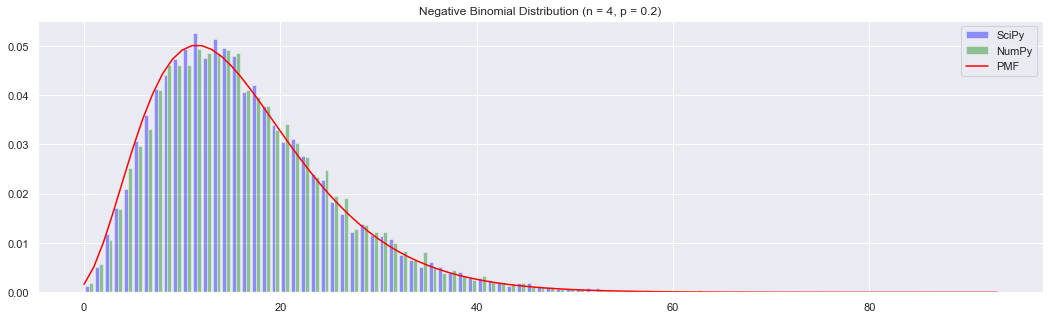 Negative Binomial Distribution (n = 4, p = 0.2)
SciPy
NumPy
PMF
0.05
0.04
0.03
0.02
0.01
0.00
0 20 40 60 80